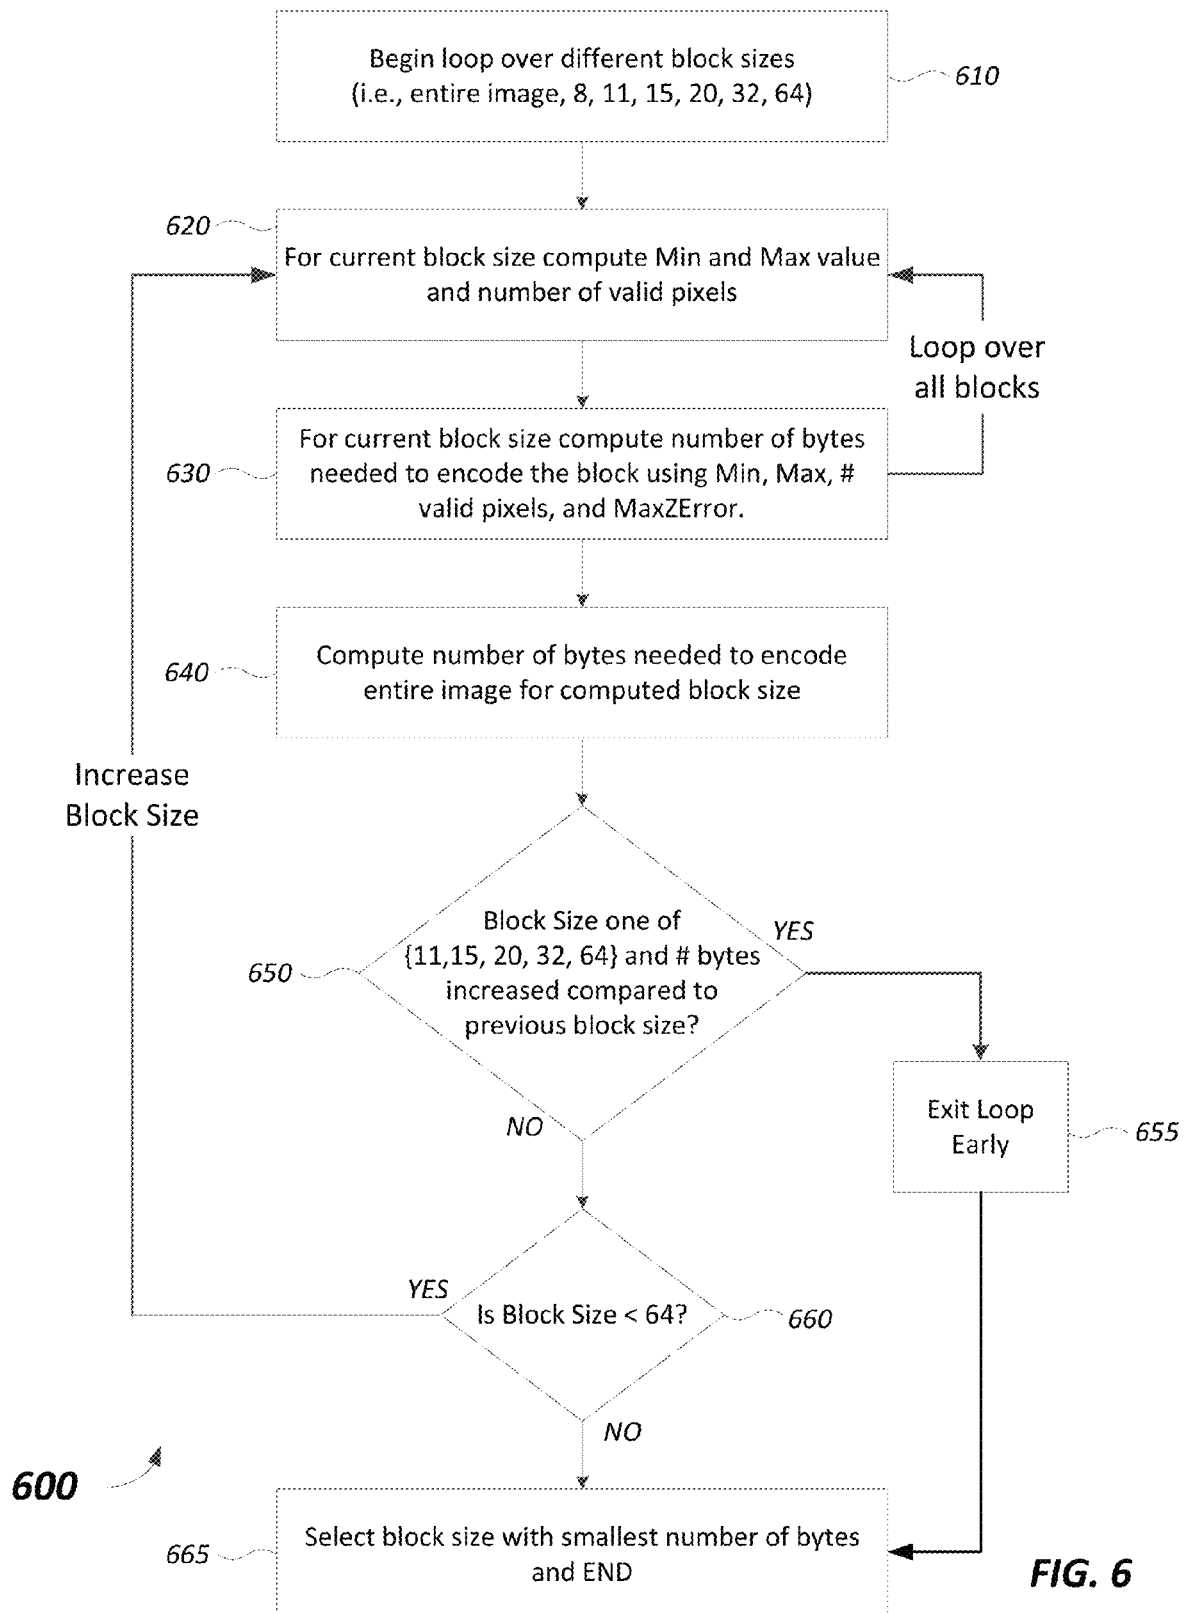 Begin loop over different block sizes
(i.e., entire image, 8, 11, 15, 20, 32, 64)
610
620
For current block size compute Min and Max value
and number of valid pixels
Loop over
all blocks
630
For current block size compute number of bytes
needed to encode the block using Min, Max, #
valid pixels, and MaxZError.
640
Compute number of bytes needed to encode
entire image for computed block size
Increase
Block Size
650
Block Size one of
{11,15, 20, 32, 64} and # bytes
increased compared to
previous block size?
YES
NO
Exit Loop
Early
655
YES
Is Block Size < 64?
660
NO
600
665
Select block size with smallest number of bytes
and END
FIG. 6